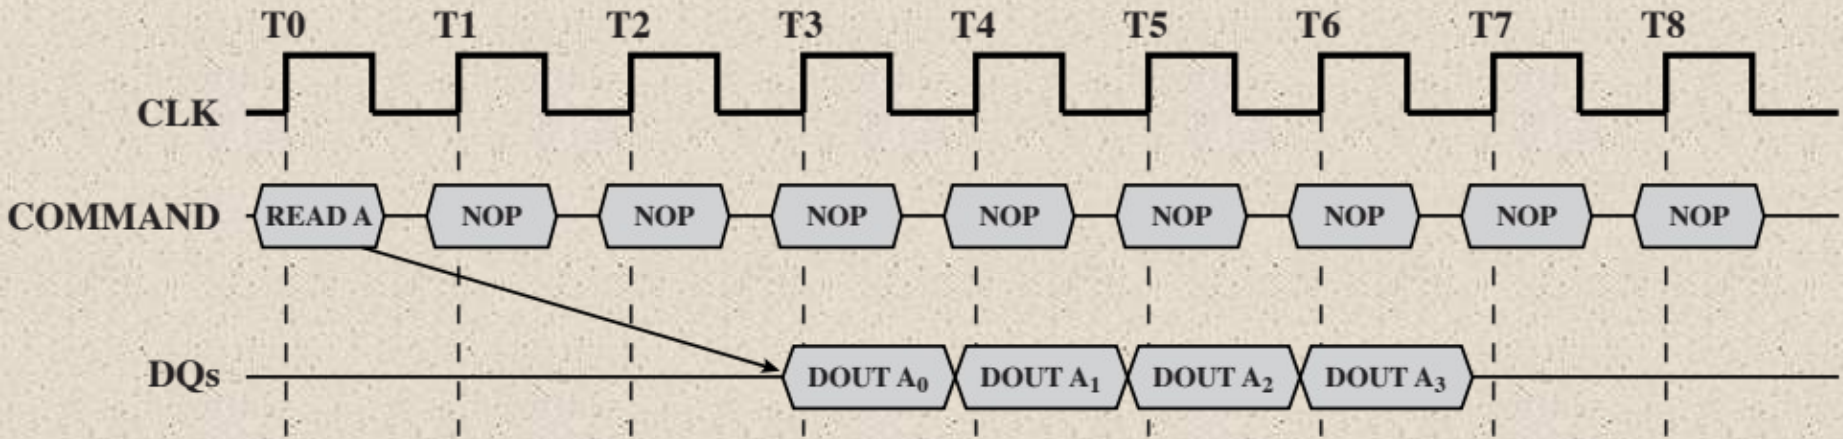 T0 T1 T2 T3 T4 T5 T6 T7 T8
CLK
COMMAND READ A NOP NOP NOP NOP NOP NOP NOP NOP
DQs DOUT A₀ DOUT A₁ DOUT A₂ DOUT A₃